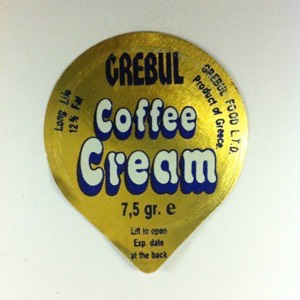 GREBUL
Long Life
12% Fat
GREBUL FOOD L.T.D.
Product of Greece.
Coffee
Cream
7,5 gr. e
Lift to open
Exp. date
at the back